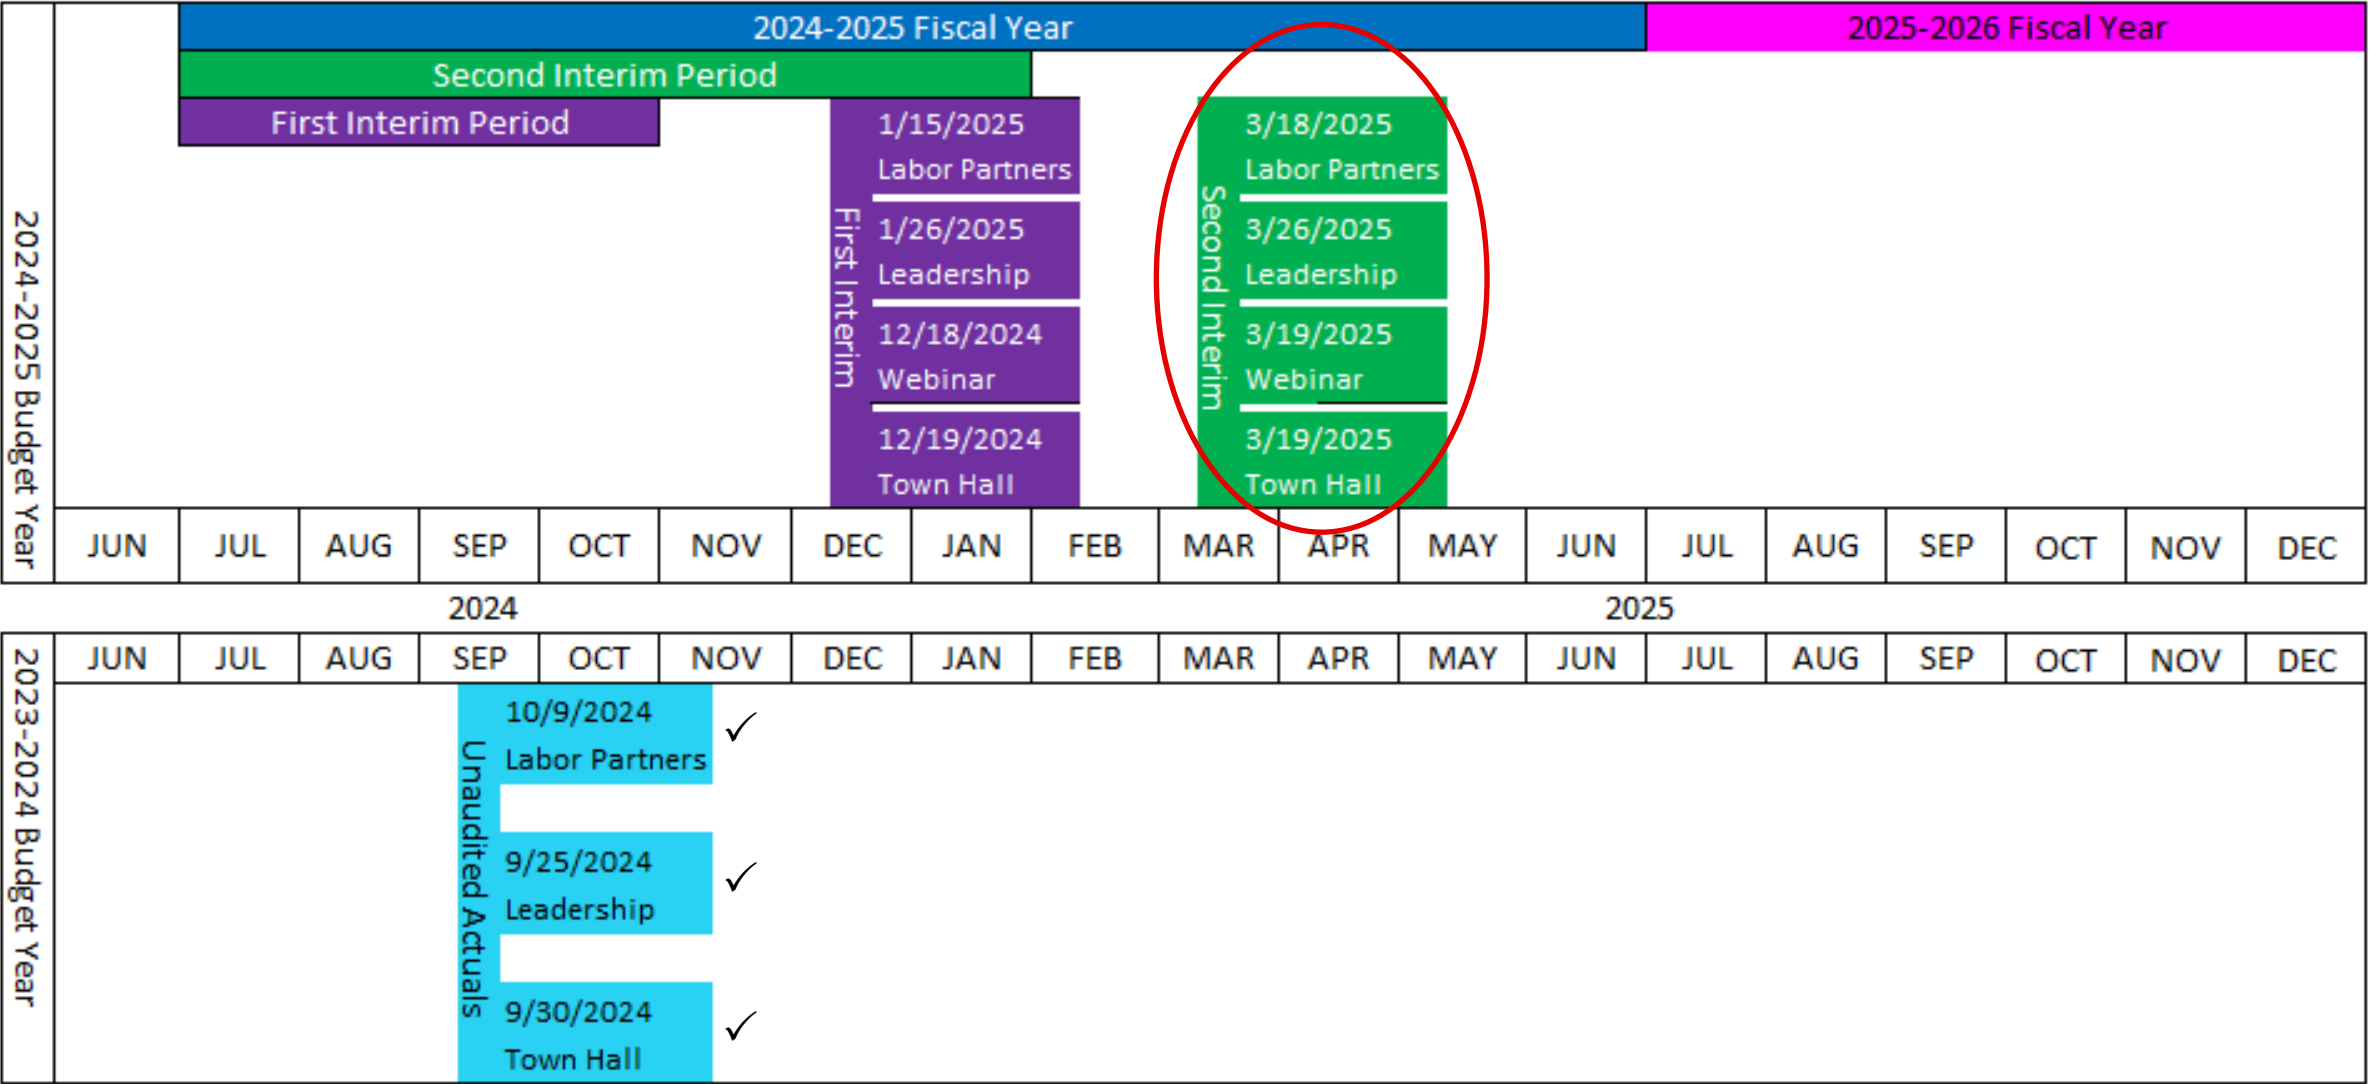 2024-2025 Fiscal Year
2025-2026 Fiscal Year
Second Interim Period
First Interim Period
2024-2025 Budget Year
First Interim
1/15/2025
Labor Partners
1/26/2025
Leadership
12/18/2024
Webinar
12/19/2024
Town Hall
Second Interim
3/18/2025
Labor Partners
3/26/2025
Leadership
3/19/2025
Webinar
3/19/2025
Town Hall
JUN JUL AUG SEP OCT NOV DEC JAN FEB MAR APR MAY JUN JUL AUG SEP OCT NOV DEC
2024 2025
JUN JUL AUG SEP OCT NOV DEC JAN FEB MAR APR MAY JUN JUL AUG SEP OCT NOV DEC
2023-2024 Budget Year
Unaudited Actuals
10/9/2024 ✓
Labor Partners
9/25/2024 ✓
Leadership
9/30/2024 ✓
Town Hall